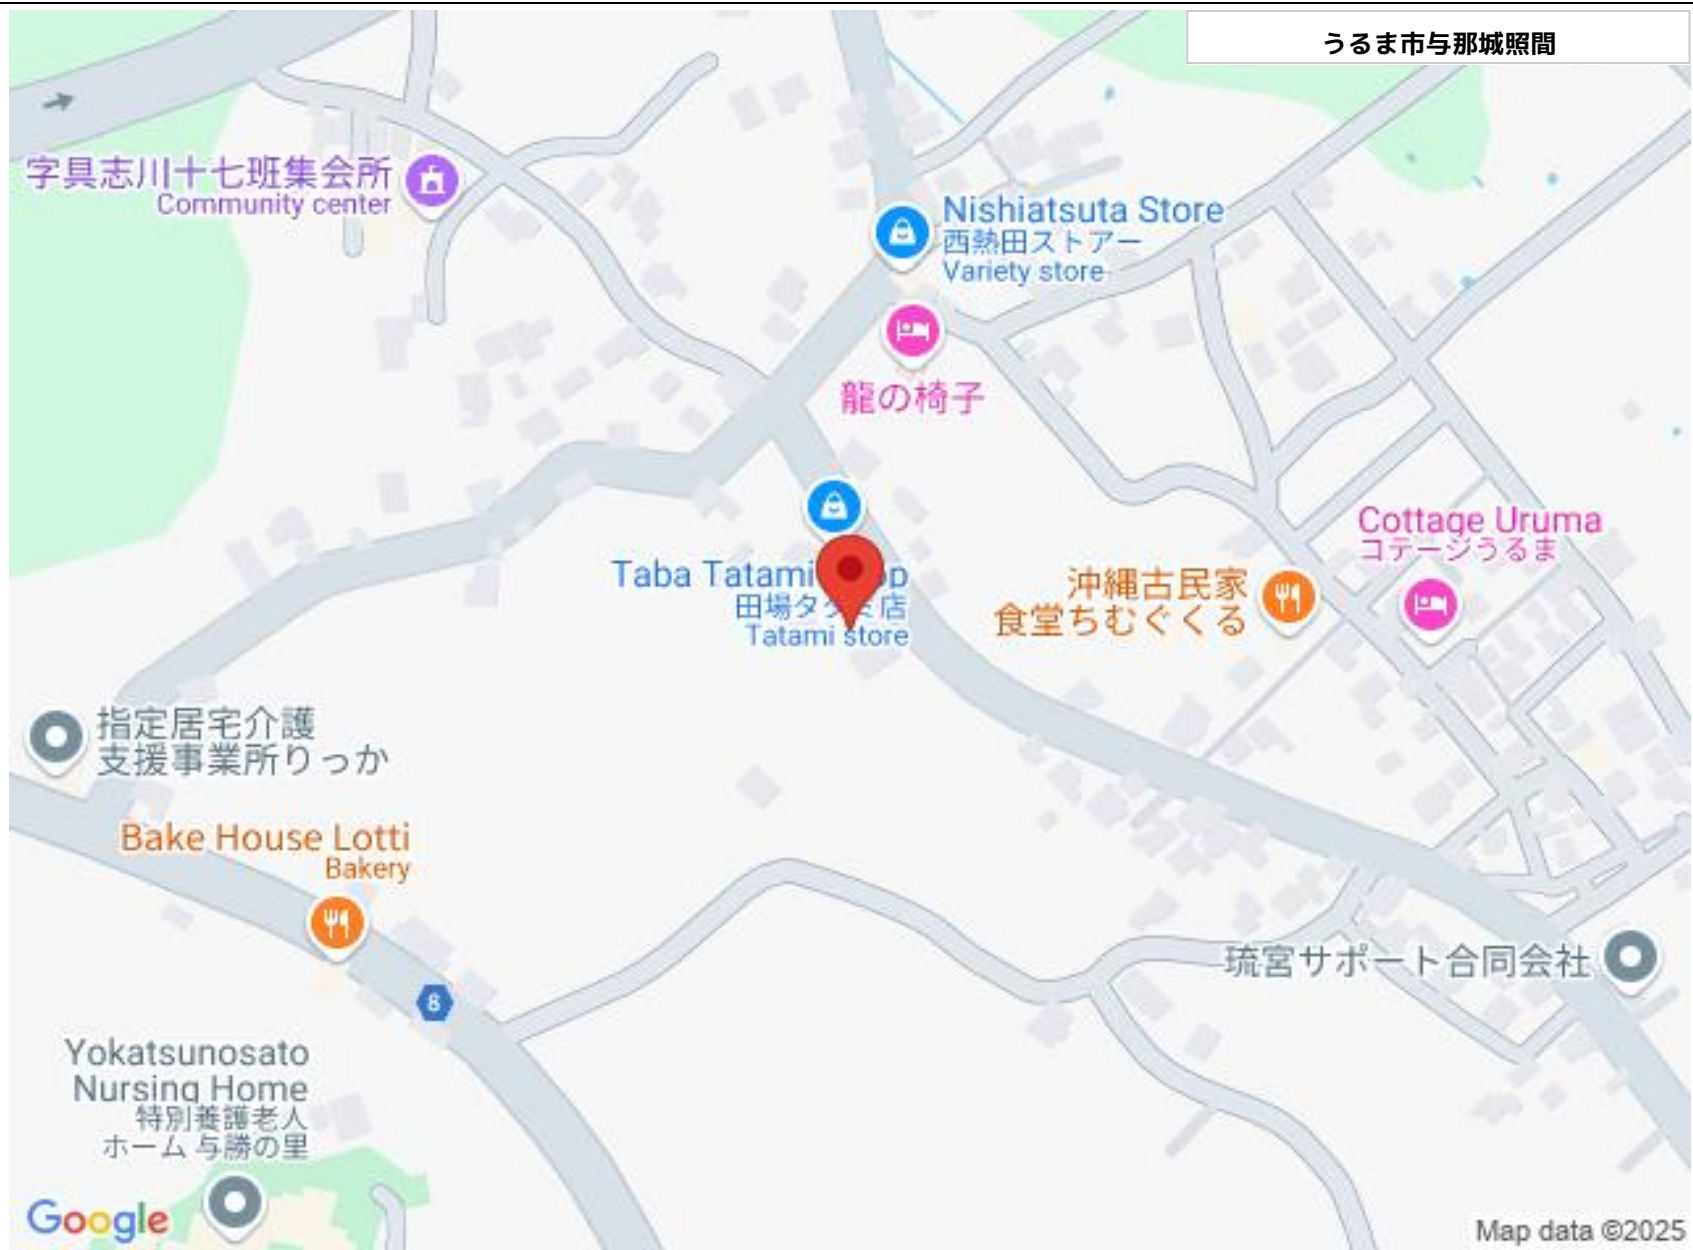 うるま市与那城照間
字具志川十七班集会所
Community center
Nishiatsuta Store
西熱田ストアー
Variety store
龍の椅子
Cottage Uruma
コテージうるま
Taba Tatami
田場タ
店
Tatami store
沖縄古民家
食堂ちむぐくる
指定居宅介護
支援事業所りっか
Bake House Lotti
Bakery
8
琉宮サポート合同会社
Yokatsunosato
Nursing Home
特別養護老人
ホーム 与勝の里
Google
Map data ©2025